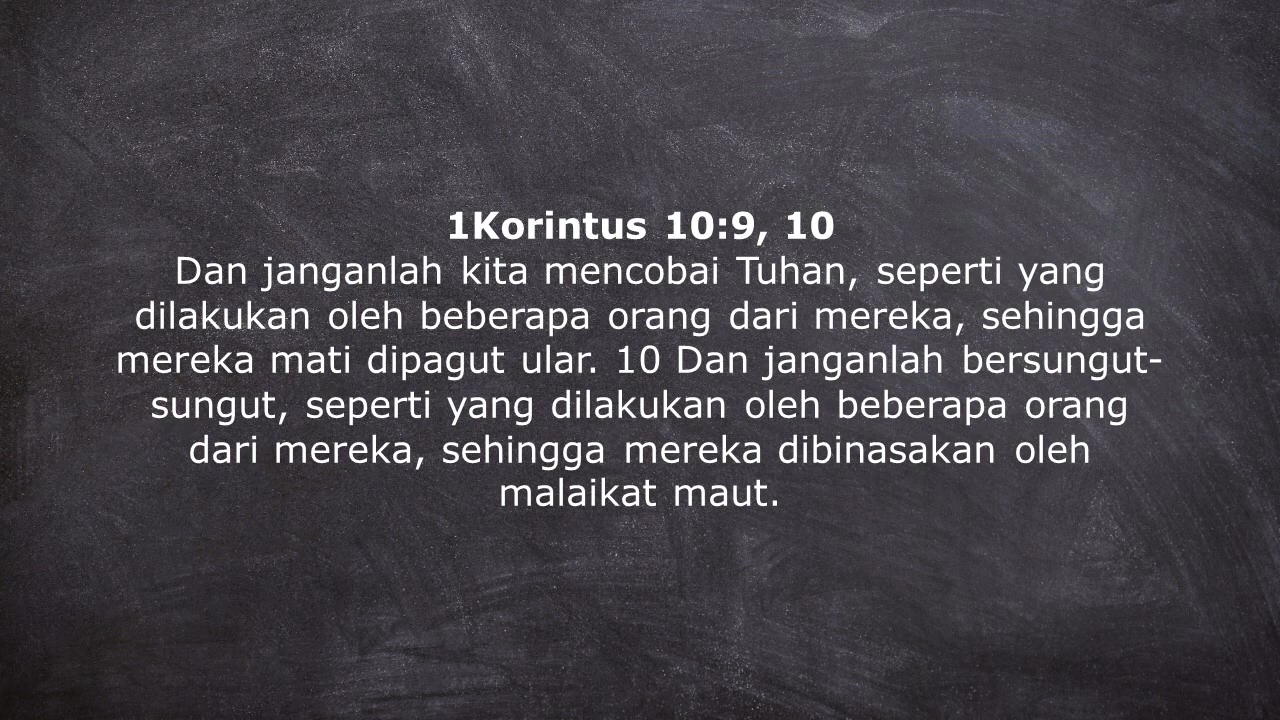 1Korintus 10:9, 10
Dan janganlah kita mencobai Tuhan, seperti yang
dilakukan oleh beberapa orang dari mereka, sehingga
mereka mati dipagut ular. 10 Dan janganlah bersungut-
sungut, seperti yang dilakukan oleh beberapa orang
dari mereka, sehingga mereka dibinasakan oleh
malaikat maut.